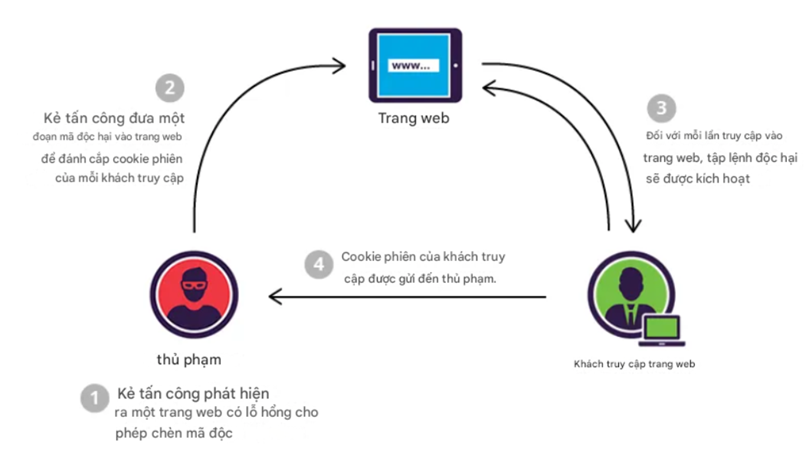 www...
Trang web
2
Kẻ tấn công đưa một
đoạn mã độc hại vào trang web
để đánh cắp cookie phiên
của mỗi khách truy cập
3
Đối với mỗi lần truy cập vào
trang web, tập lệnh độc hại
sẽ được kích hoạt
4
Cookie phiên của khách truy
cập được gửi đến thủ phạm.
thủ phạm
Khách truy cập trang web
1
Kẻ tấn công phát hiện
ra một trang web có lỗ hổng cho
phép chèn mã độc